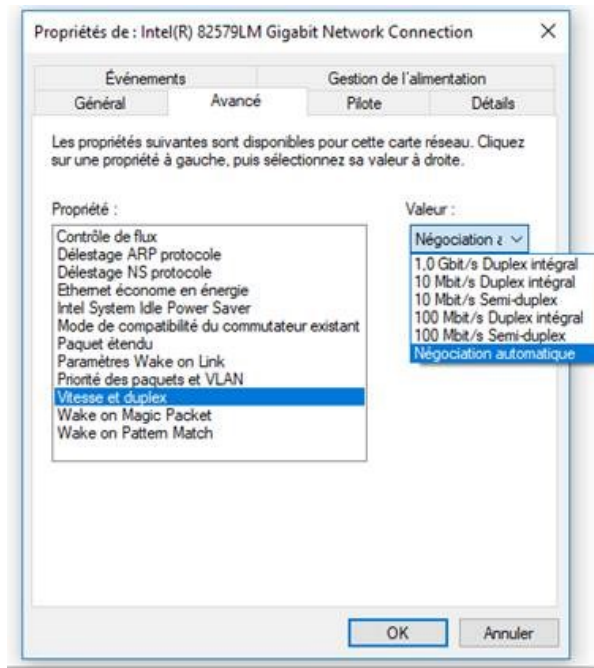 Propriétés de : Intel(R) 82579LM Gigabit Network Connection
Événements
Gestion de l'alimentation
Général
Avancé
Pilote
Détails
Les propriétés suivantes sont disponibles pour cette carte réseau. Cliquez
sur une propriété à gauche, puis sélectionnez sa valeur à droite.
Propriété :
Contrôle de flux
Délestage ARP protocole
Délestage NS protocole
Ethernet économe en énergie
Intel System Idle Power Saver
Mode de compatibilité du commutateur existant
Paquet étendu
Paramètres Wake on Link
Priorité des paquets et VLAN
Vitesse et duplex
Wake on Magic Packet
Wake on Pattern Match
Valeur :
Négociation a
1,0 Gbit/s Duplex intégral
10 Mbit/s Duplex intégral
10 Mbit/s Semi-duplex
100 Mbit/s Duplex intégral
100 Mbit/s Semi-duplex
Négociation automatique
OK
Annuler